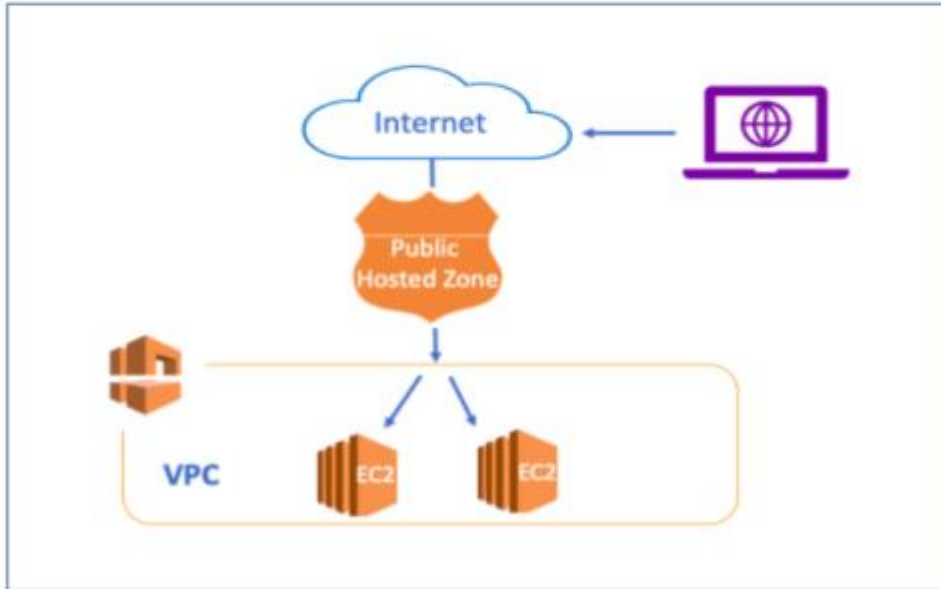 Internet
Public
Hosted Zone
VPC
EC2
EC2